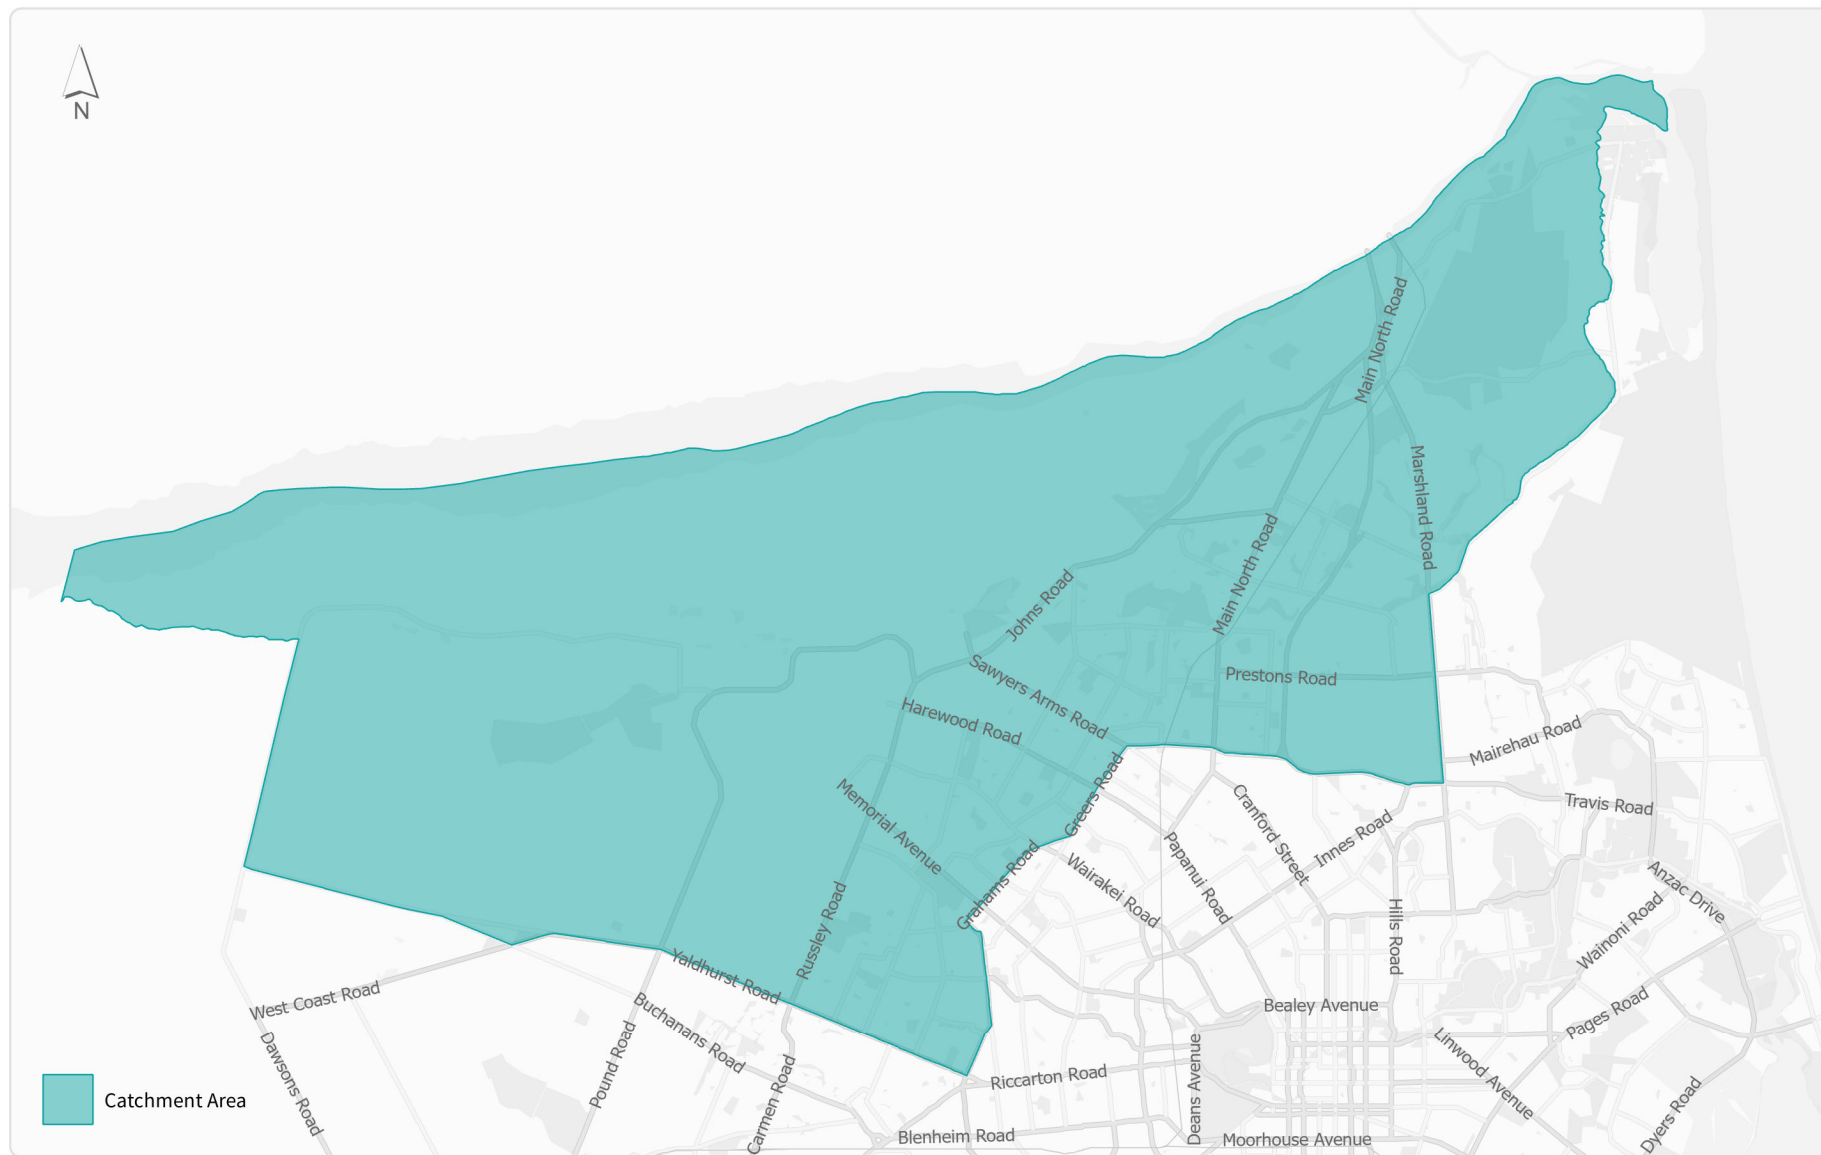 N
Main North Road
Marshland Road
Main North Road
Johns Road
Sawyers Arms Road
Prestons Road
Harewood Road
Mairehau Road
Memorial Avenue
Greers Road
Cranford Street
Innes Road
Travis Road
Grahams Road
Wairakei Road
Papanui Road
Anzac Drive
Russley Road
Hills Road
Wainoni Road
Yaldhurst Road
West Coast Road
Buchanans Road
Bealey Avenue
Pages Road
Dawsons Road
Pound Road
Carmen Road
Riccarton Road
Deans Avenue
Linwood Avenue
Dyers Road
Catchment Area
Blenheim Road
Moorhouse Avenue